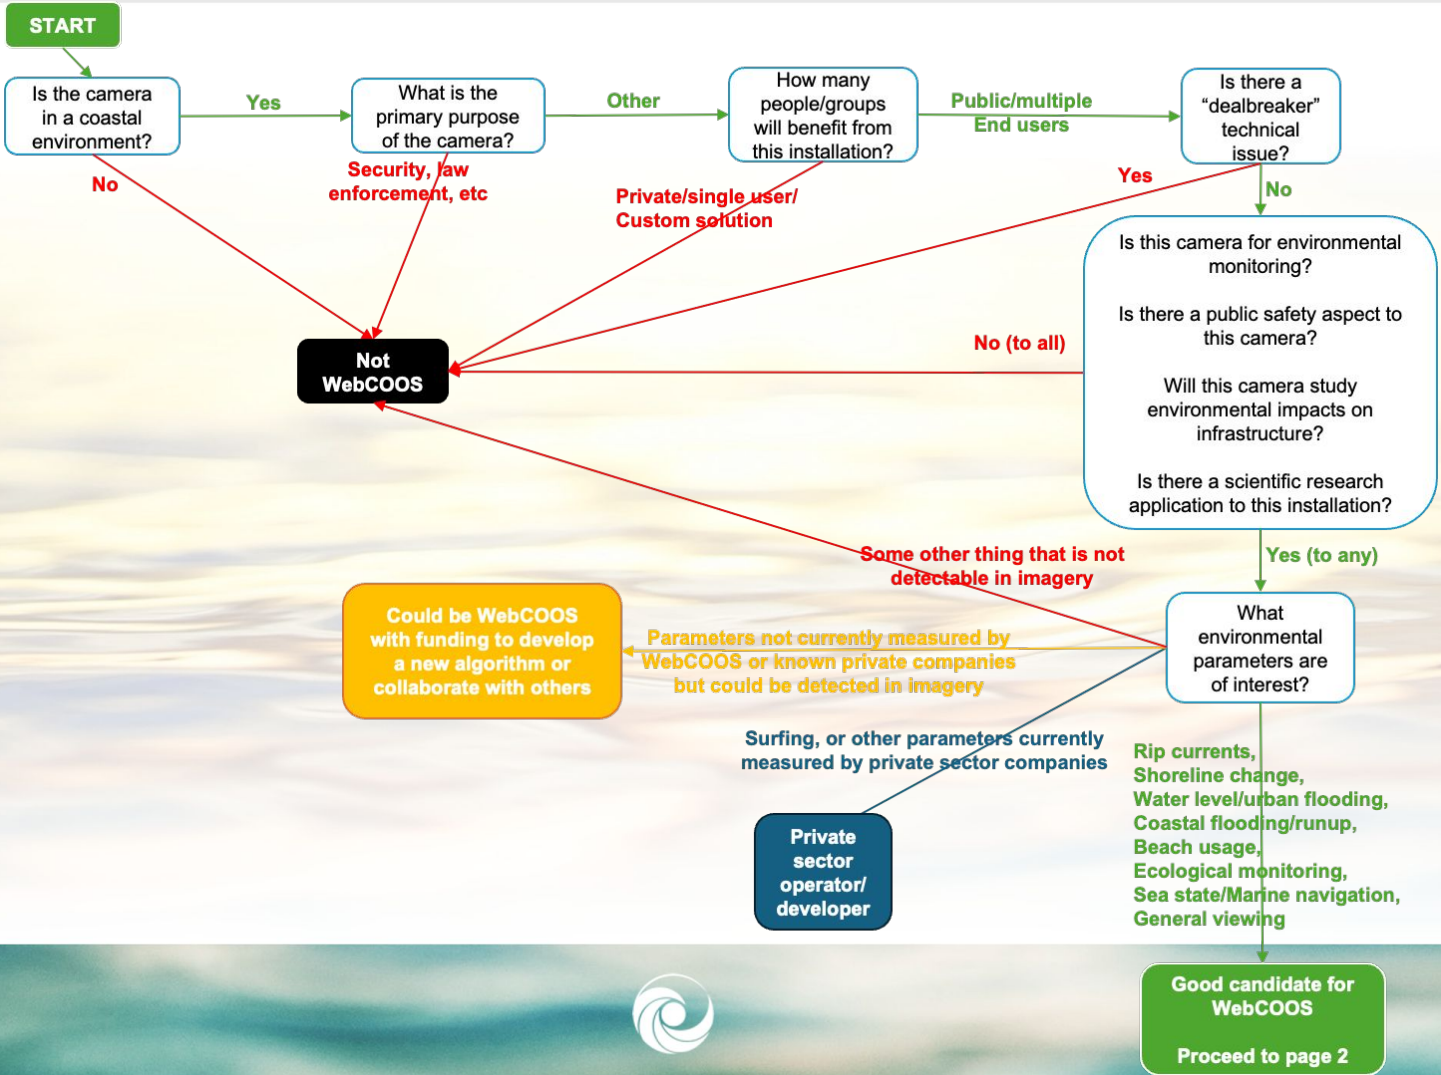 START
Is the camera
in a coastal
environment?
Yes
What is the
primary purpose
of the camera?
Other
How many
people/groups
will benefit from
this installation?
Public/multiple
End users
Is there a
“dealbreaker”
technical
issue?
No
Security, law
enforcement, etc
Private/single user/
Custom solution
Yes
No
Is this camera for environmental
monitoring?
Is there a public safety aspect to
this camera?
Will this camera study
environmental impacts on
infrastructure?
Is there a scientific research
application to this installation?
No (to all)
Not
WebCOOS
Yes (to any)
Some other thing that is not
detectable in imagery
What
environmental
parameters are
of interest?
Could be WebCOOS
with funding to develop
a new algorithm or
collaborate with others
Parameters not currently measured by
WebCOOS or known private companies
but could be detected in imagery
Surfing, or other parameters currently
measured by private sector companies
Private
sector
operator/
developer
Rip currents,
Shoreline change,
Water level/urban flooding,
Coastal flooding/runup,
Beach usage,
Ecological monitoring,
Sea state/Marine navigation,
General viewing
Good candidate for
WebCOOS
Proceed to page 2